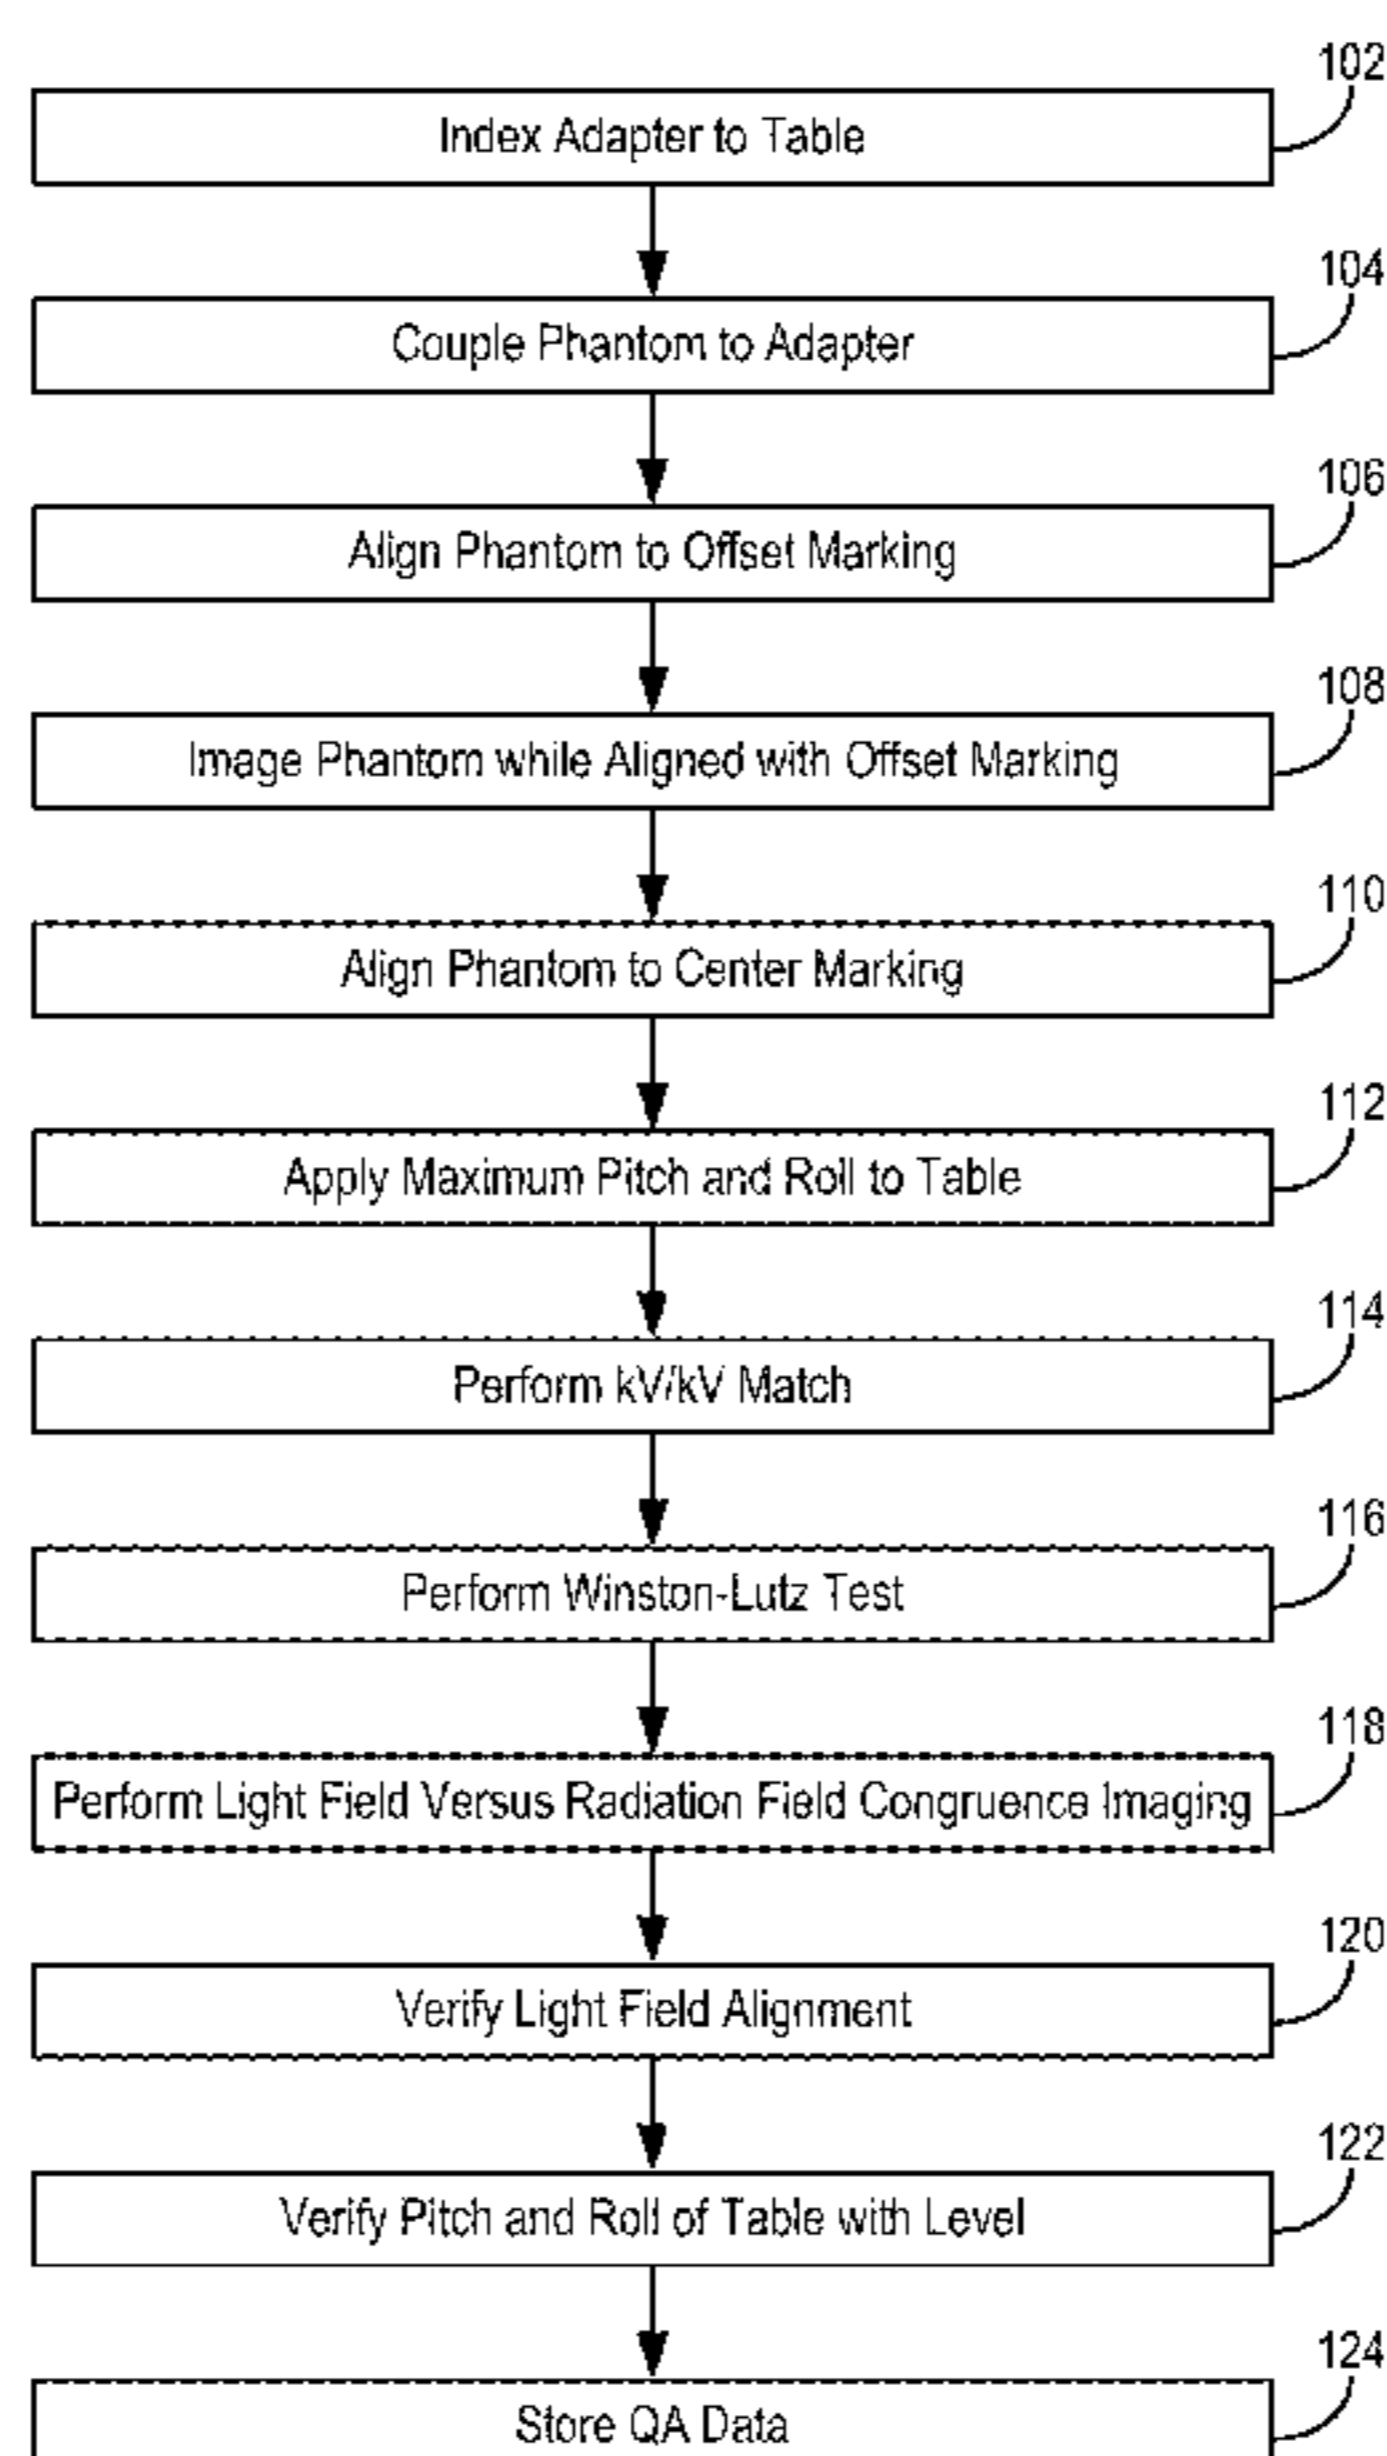 102
Index Adapter to Table
104
Couple Phantom to Adapter
106
Align Phantom to Offset Marking
108
Image Phantom while Aligned with Offset Marking
110
Align Phantom to Center Marking
112
Apply Maximum Pitch and Roll to Table
114
Perform kV/kV Match
116
Perform Winston-Lutz Test
118
Perform Light Field Versus Radiation Field Congruence Imaging
120
Verify Light Field Alignment
122
Verify Pitch and Roll of Table with Level
124
Store QA Data